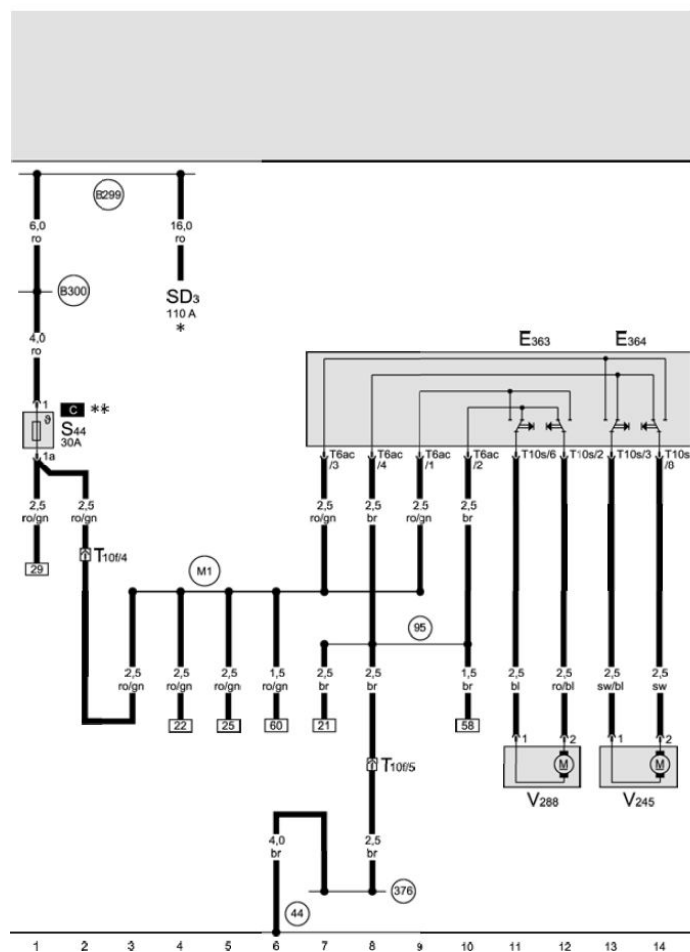 B299
6,0
ro
16,0
ro
B300
SD3
110 A
*
4,0
ro
E363
E364
1
C **
S44
30A
1a
T6ac
/3
T6ac
/4
T6ac
/1
T6ac
/2
T10s/6
T10s/2
T10s/3
T10s
/8
2,5
ro/gn
2,5
ro/gn
2,5
ro/gn
2,5
br
2,5
ro/gn
2,5
br
T10f/4
29
M1
95
2,5
ro/gn
2,5
ro/gn
2,5
ro/gn
1,5
ro/gn
2,5
br
2,5
br
1,5
br
2,5
bl
2,5
ro/bl
2,5
sw/bl
2,5
sw
22
25
60
21
58
1
2
1
2
M
M
T10f/5
V288
V245
4,0
br
2,5
br
376
44
1 2 3 4 5 6 7 8 9 10 11 12 13 14